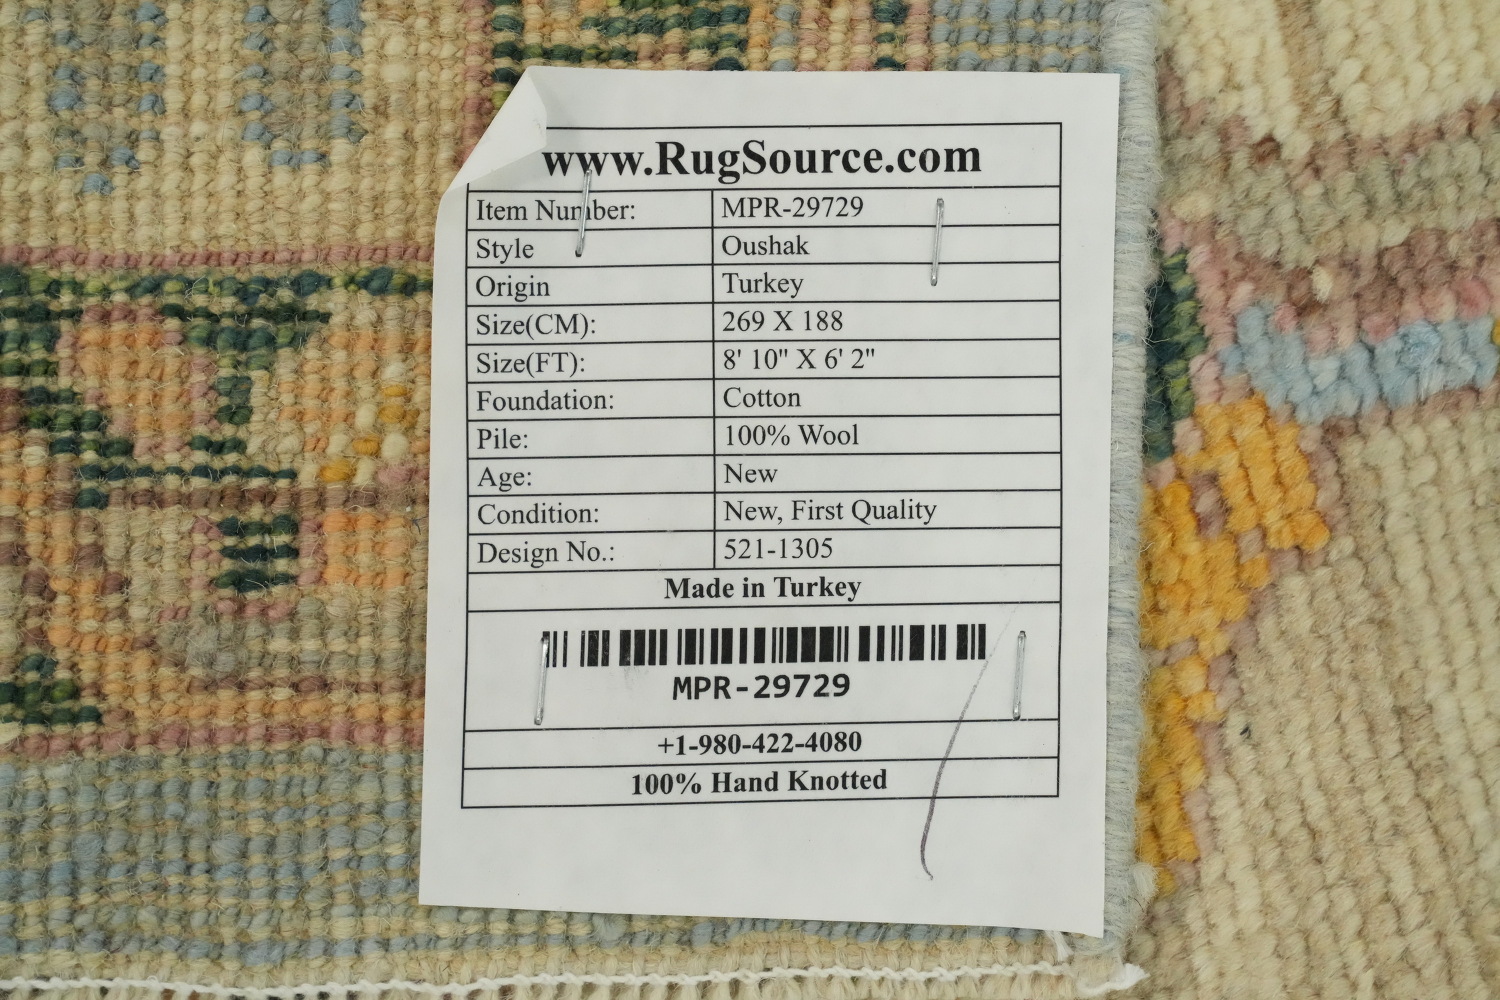 www.RugSource.com
Item Number: MPR-29729
Style Oushak
Origin Turkey
Size(CM): 269 X 188
Size(FT): 8' 10" X 6' 2"
Foundation: Cotton
Pile: 100% Wool
Age: New
Condition: New, First Quality
Design No.: 521-1305
Made in Turkey
MPR-29729
+1-980-422-4080
100% Hand Knotted